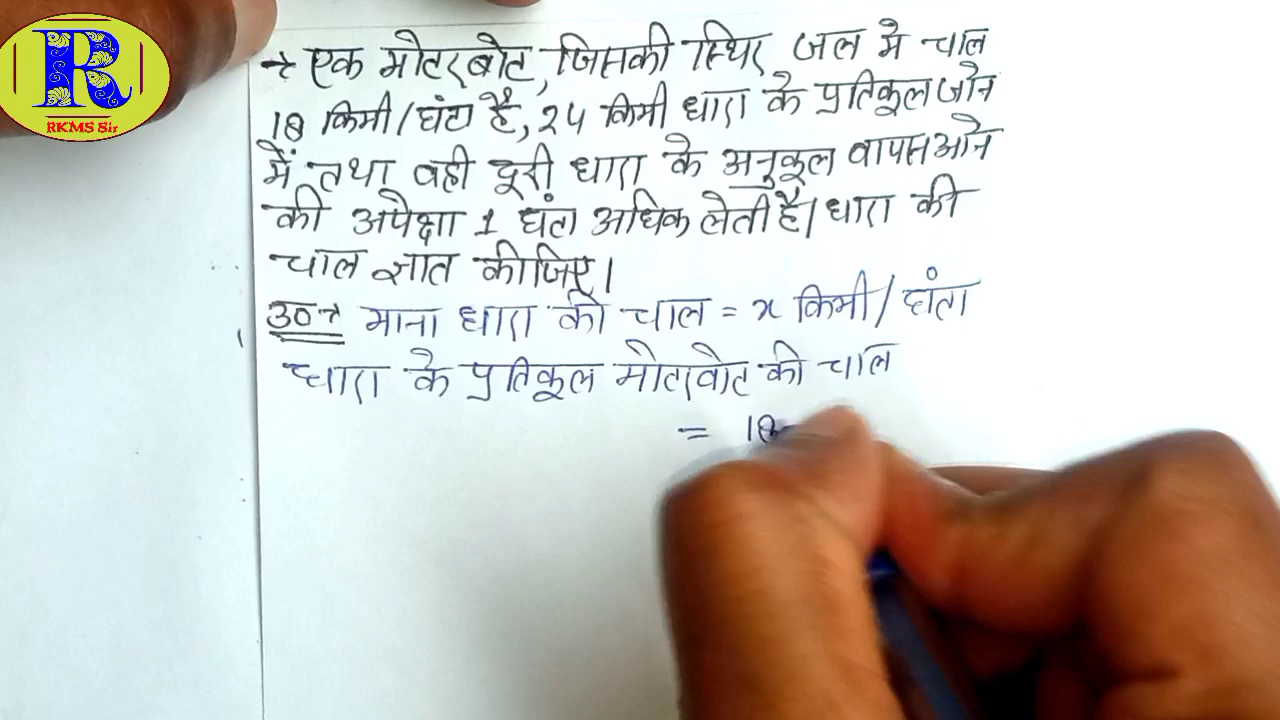 R
RKMS Sir
→ एक मोटरबोट, जिसकी स्थिर जल मे चाल
18 किमी/घंटा है, 24 किमी धारा के प्रतिकूल जाने
में तथा वही दूरी धारा के अनुकूल वापस आने
की अपेक्षा 1 घंटा अधिक लेती है। धारा की
चाल ज्ञात कीजिए।
उ०→ माना धारा की चाल = x किमी/घंटा
धारा के प्रतिकूल मोटरबोट की चाल
= 18